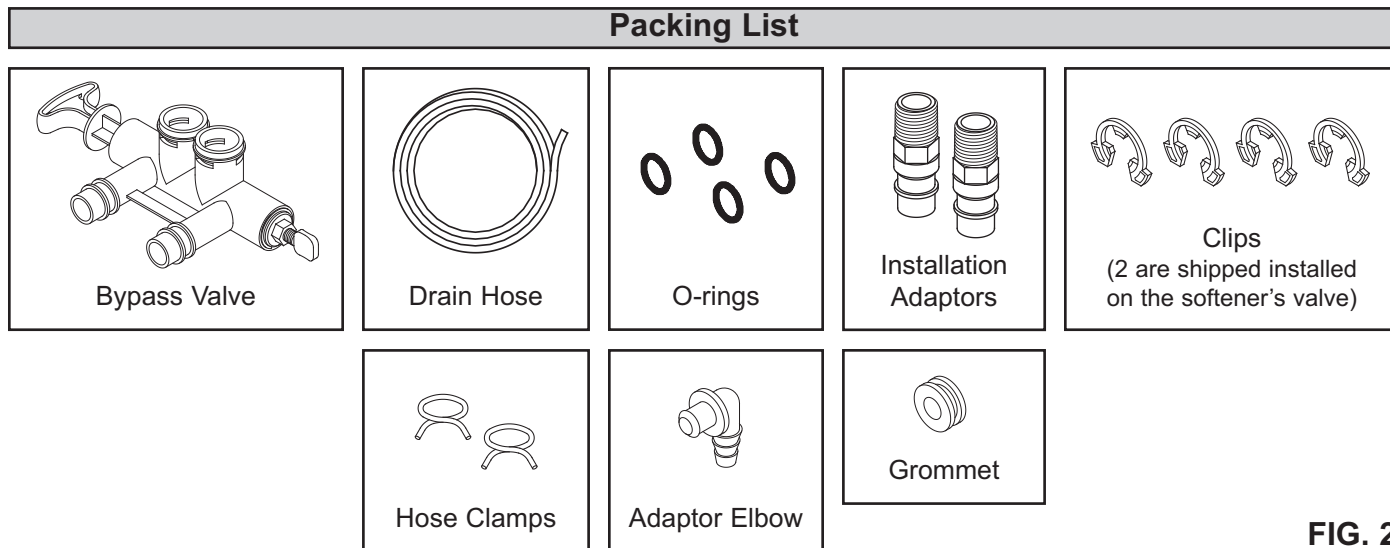 Packing List
Bypass Valve
Drain Hose
O-rings
Installation
Adaptors
Clips
(2 are shipped installed
on the softener’s valve)
Hose Clamps
Adaptor Elbow
Grommet
FIG. 2